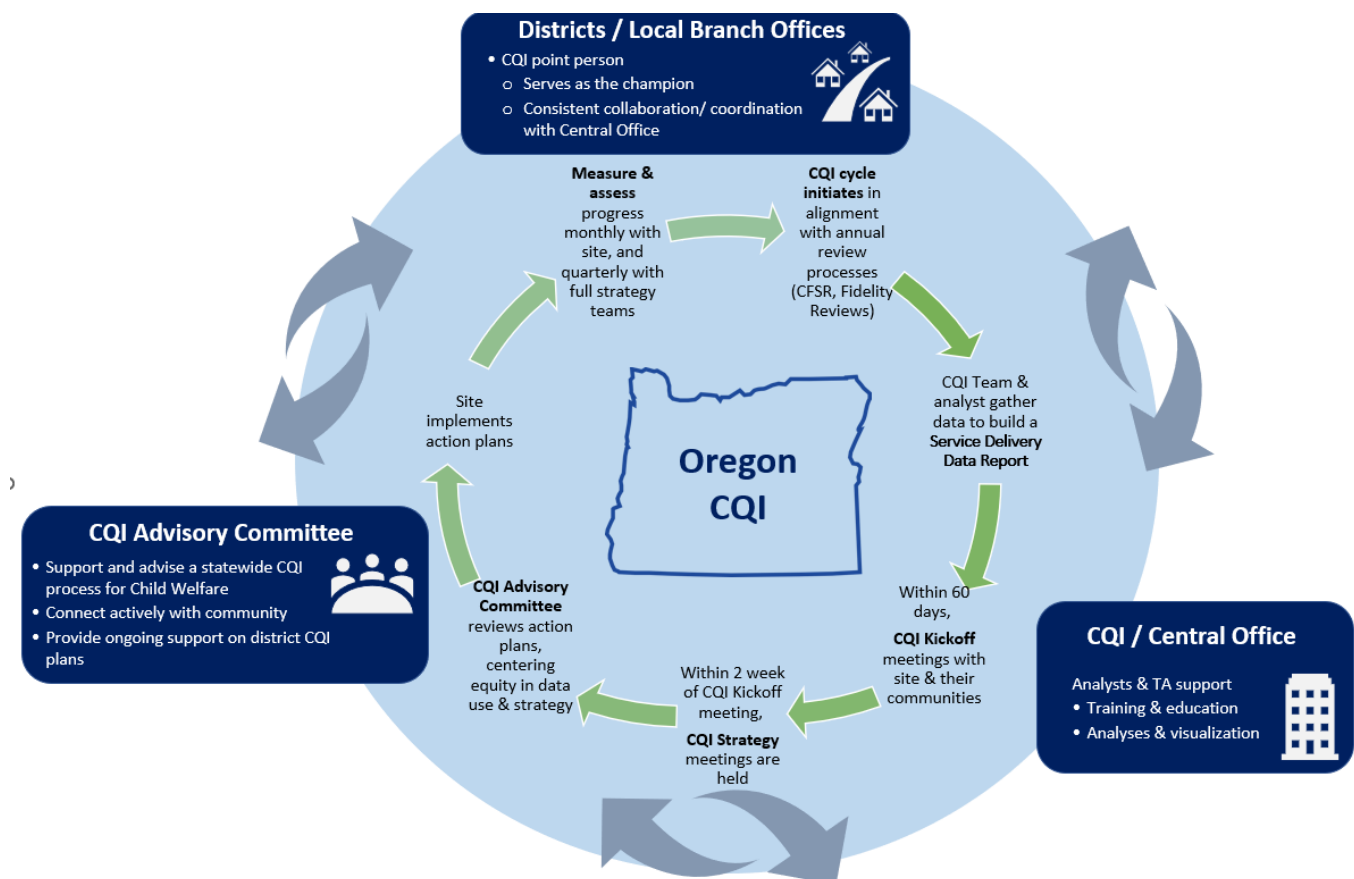 Districts / Local Branch Offices
• CQI point person
o Serves as the champion
o Consistent collaboration/ coordination
with Central Office
Measure &
assess
progress
monthly with
site, and
quarterly with
full strategy
teams
CQI cycle
initiates in
alignment
with annual
review
processes
(CFSR, Fidelity
Reviews)
CQI Team &
analyst gather
data to build a
Service Delivery
Data Report
Within 60
days,
CQI Kickoff
meetings with
site & their
communities
Within 2 week
of CQI Kickoff
meeting,
CQI Strategy
meetings are
held
CQI Advisory
Committee
reviews action
plans,
centering
equity in data
use & strategy
Site
implements
action plans
Oregon
CQI
CQI Advisory Committee
• Support and advise a statewide CQI
process for Child Welfare
• Connect actively with community
• Provide ongoing support on district CQI
plans
CQI / Central Office
Analysts & TA support
• Training & education
• Analyses & visualization